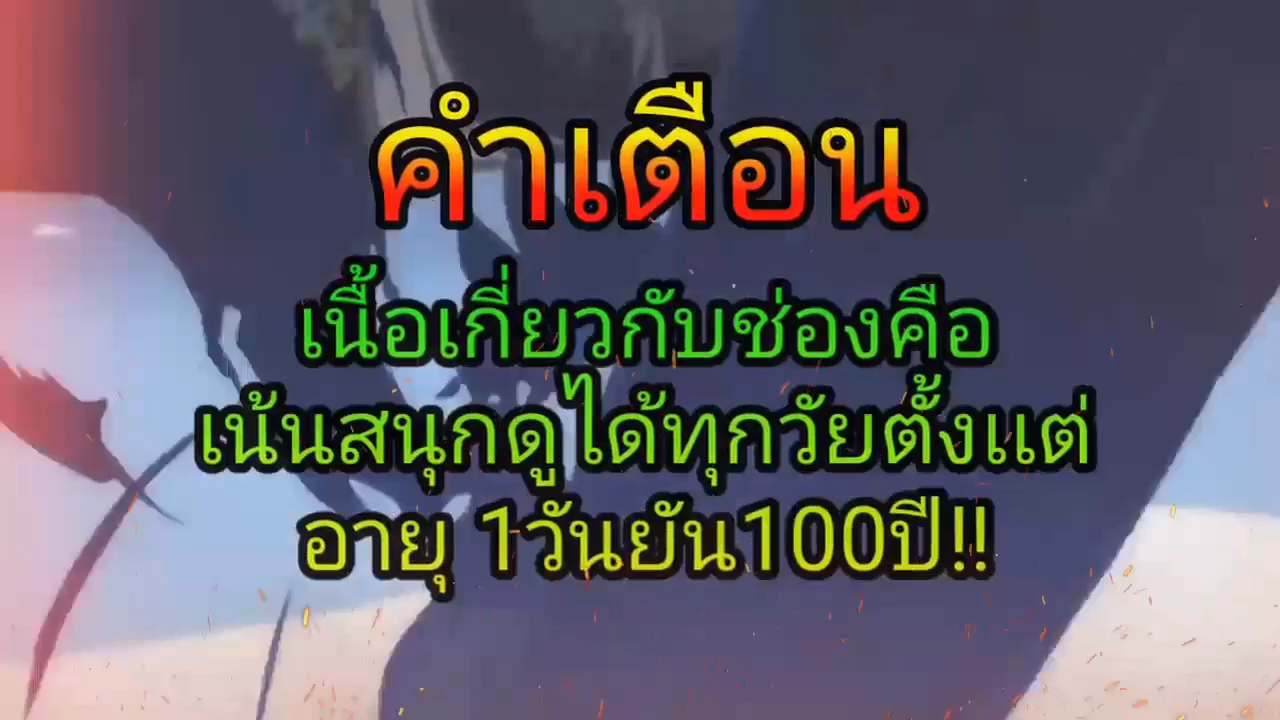 คำเตือน
เนื้อเกี่ยวกับช่องคือ
เน้นสนุกดูได้ทุกวัยตั้งแต่
อายุ 1วันยัน100ปี!!